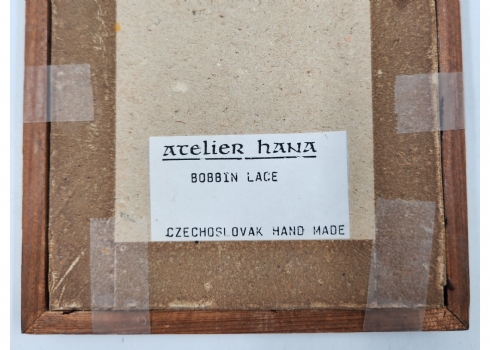 atelier hana
BOBBIN LACE
CZECHOSLOVAK HAND MADE